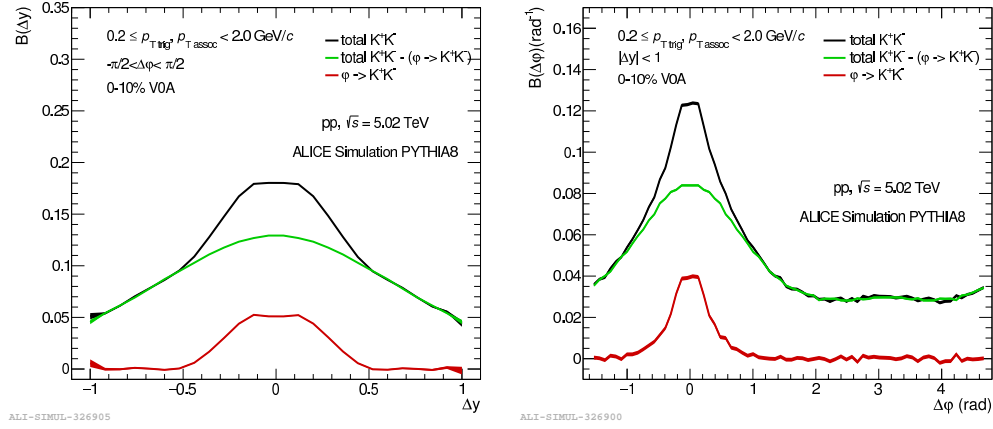 B(Δy)
0.35
0.3
0.25
0.2
0.15
0.1
0.05
0
0.2 ≤ p_T trig, p_T assoc < 2.0 GeV/c
-π/2<Δφ< π/2
0-10% V0A
total K⁺K⁻
total K⁺K⁻ - (φ -> K⁺K⁻)
φ -> K⁺K⁻
pp, √s = 5.02 TeV
ALICE Simulation PYTHIA8
−1 −0.5 0 0.5 1
Δy
ALI-SIMUL-326905
B(Δφ)(rad⁻¹)
0.16
0.14
0.12
0.1
0.08
0.06
0.04
0.02
0
0.2 ≤ p_T trig, p_T assoc < 2.0 GeV/c
|Δy| < 1
0-10% V0A
total K⁺K⁻
total K⁺K⁻ - (φ -> K⁺K⁻)
φ -> K⁺K⁻
pp, √s = 5.02 TeV
ALICE Simulation PYTHIA8
−1 0 1 2 3 4
Δφ (rad)
ALI-SIMUL-326900